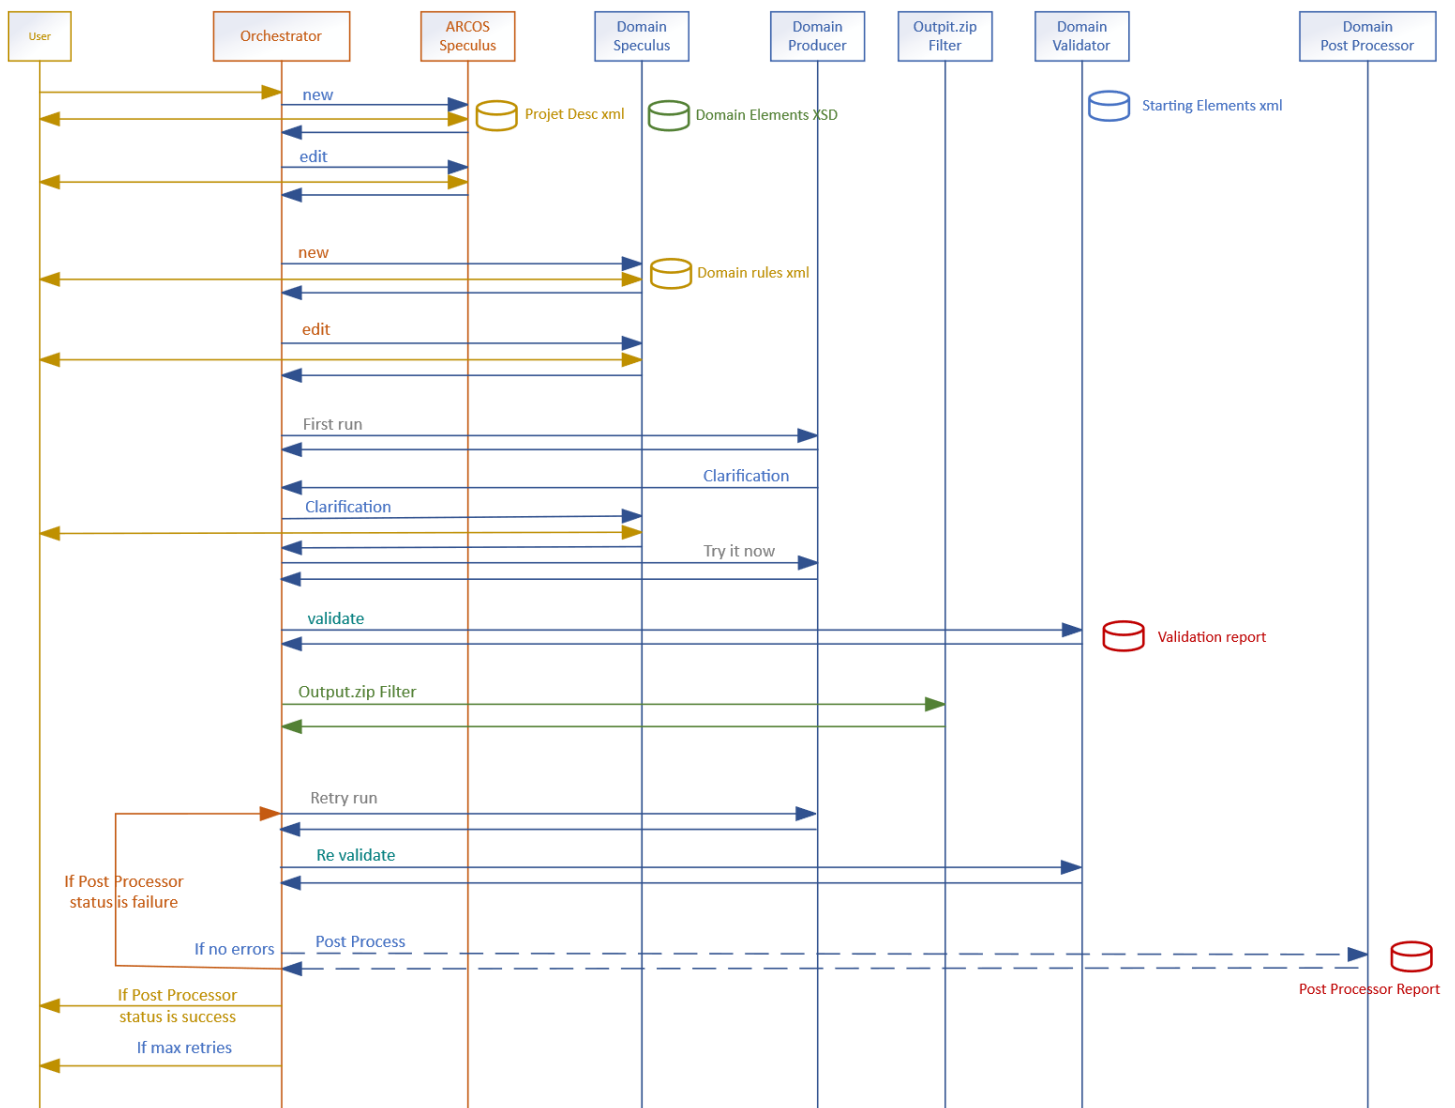 User
Orchestrator
ARCOS
Speculus
Domain
Speculus
Domain
Producer
Outpit.zip
Filter
Domain
Validator
Domain
Post Processor
new
Projet Desc xml
Domain Elements XSD
Starting Elements xml
edit
new
Domain rules xml
edit
First run
Clarification
Clarification
Try it now
validate
Validation report
Output.zip Filter
Retry run
Re validate
If Post Processor
status is failure
If no errors
Post Process
Post Processor Report
If Post Processor
status is success
If max retries